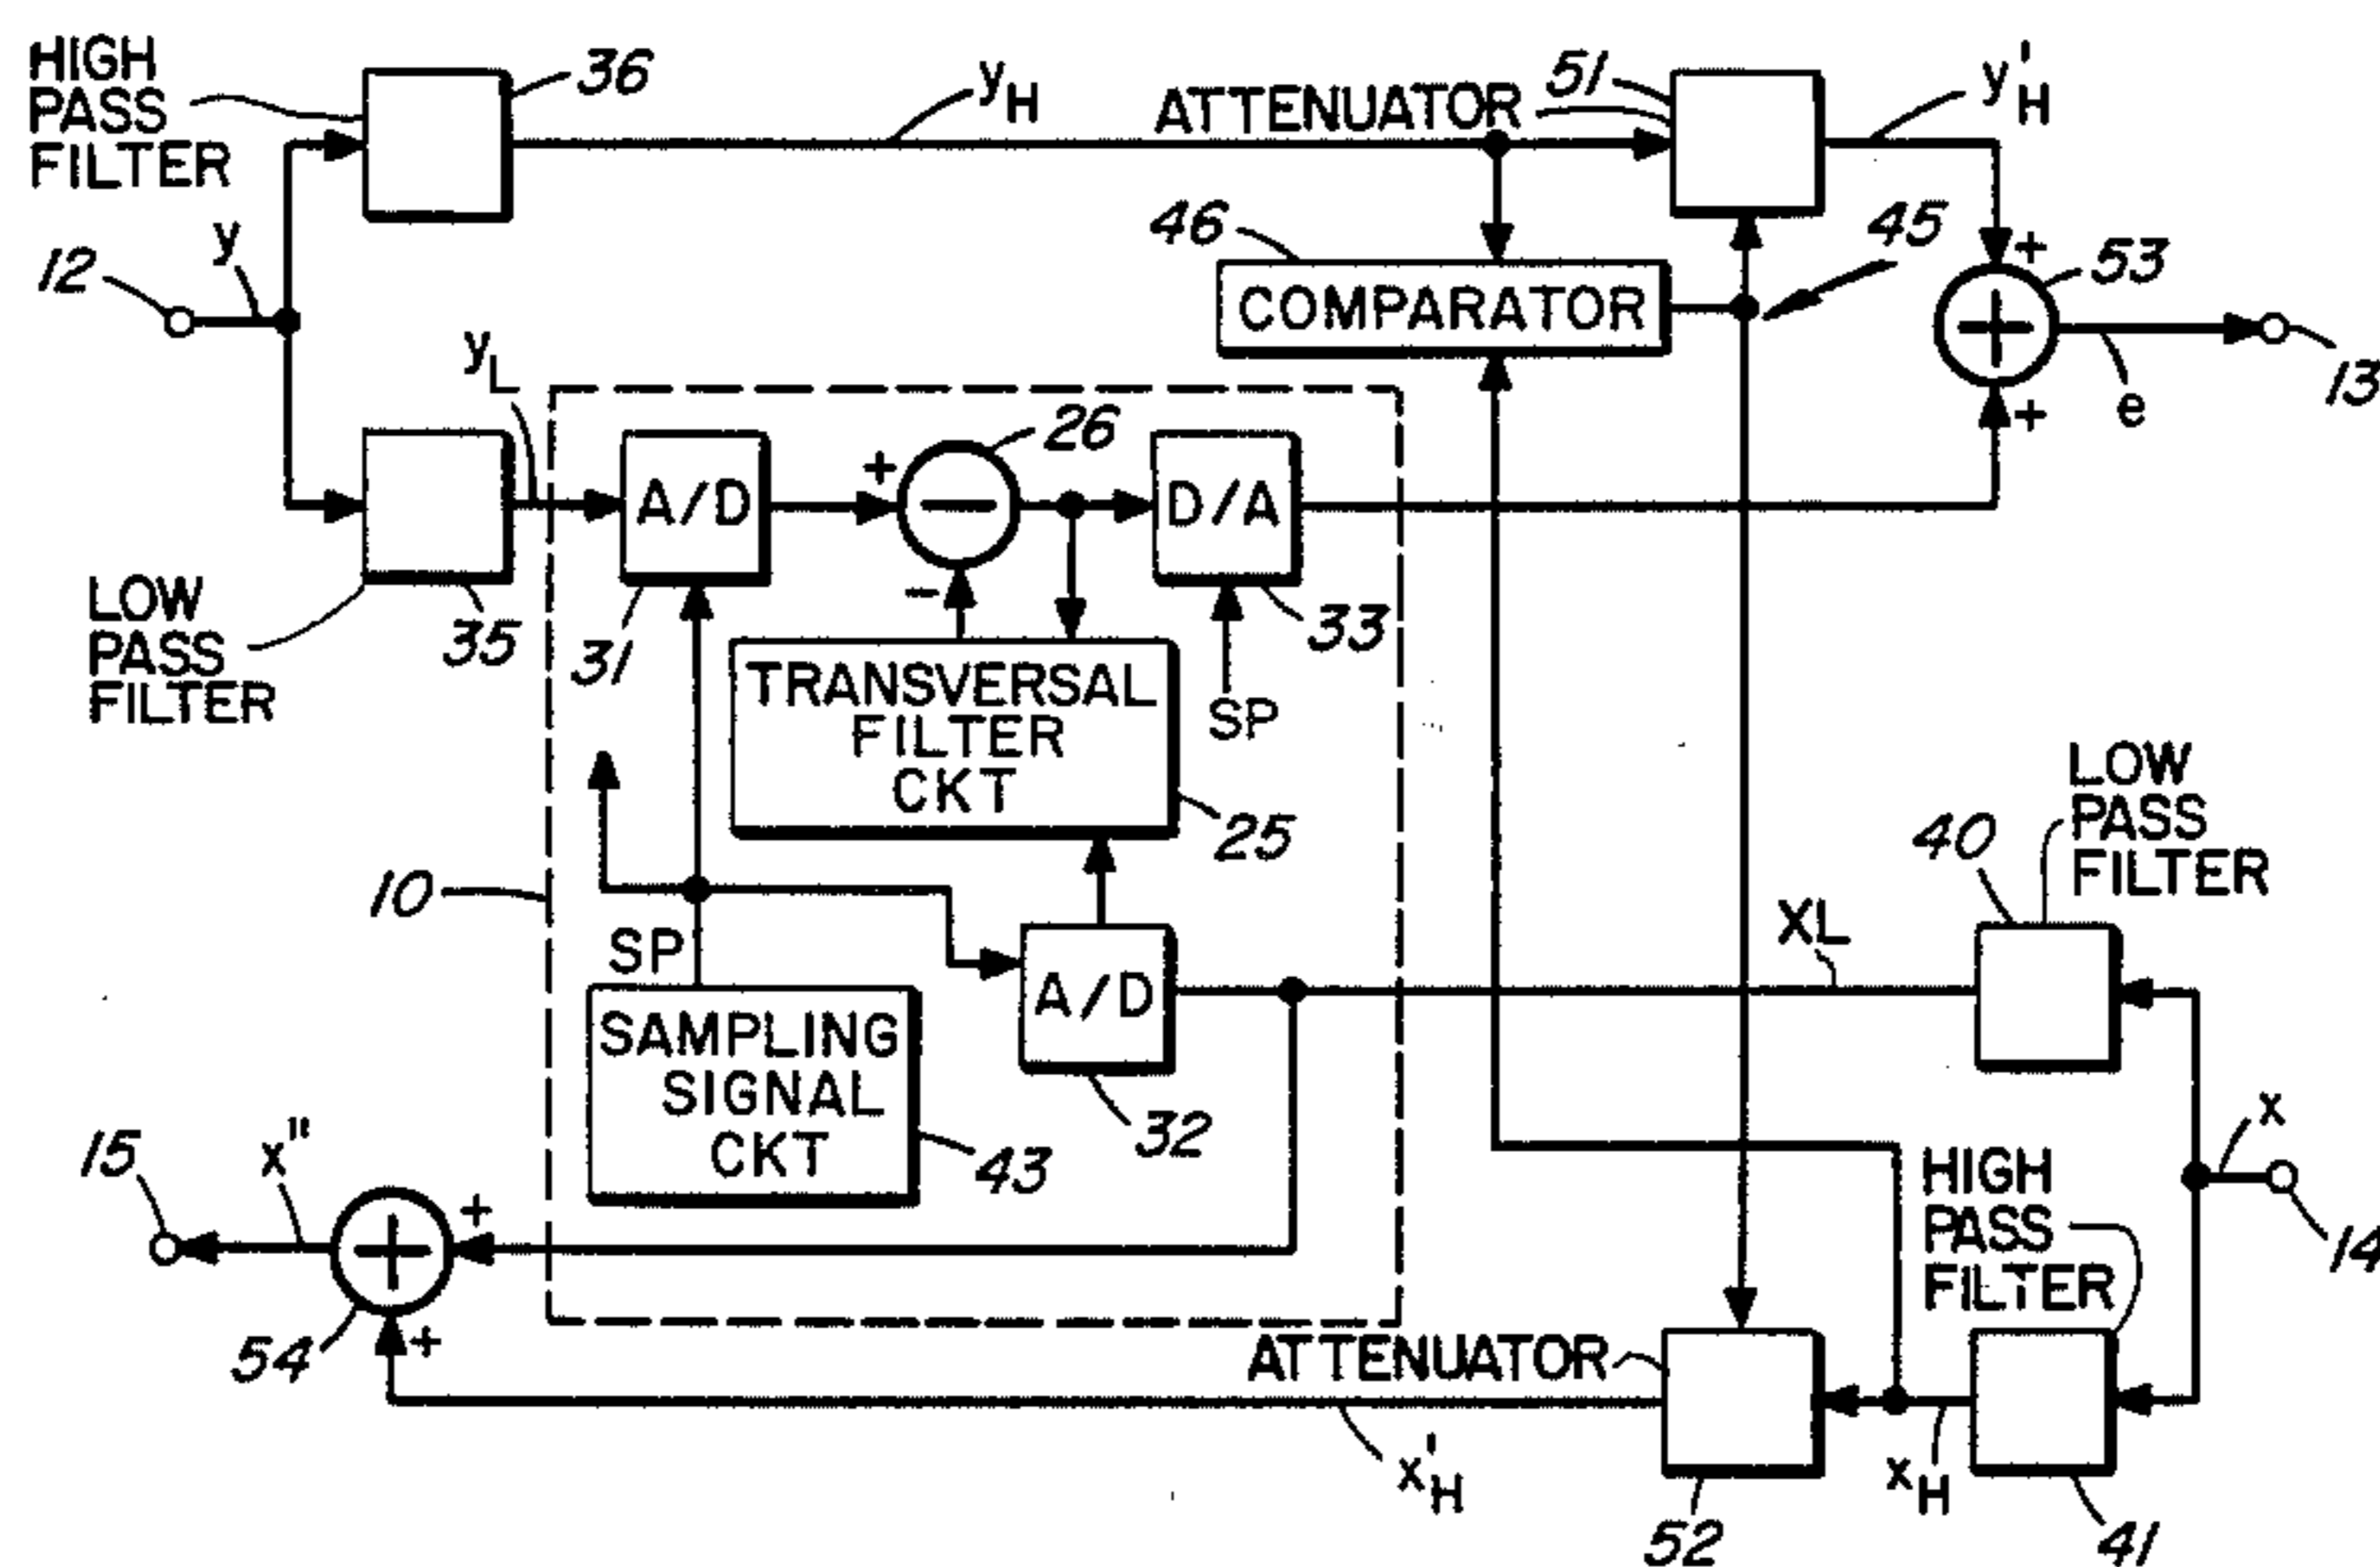 HIGH
PASS
FILTER
36
y_H
ATTENUATOR
51
y'_H
12
y
46
COMPARATOR
45
+
53
13
e
+
y_L
A/D
31
+
26
−
−
D/A
33
SP
LOW
PASS
FILTER
35
TRANSVERSAL
FILTER
CKT
25
10
SP
SAMPLING
SIGNAL
CKT
43
A/D
32
XL
40
LOW
PASS
FILTER
x
14
HIGH
PASS
FILTER
15
x"
+
+
54
+
ATTENUATOR
x'_H
52
x_H
41